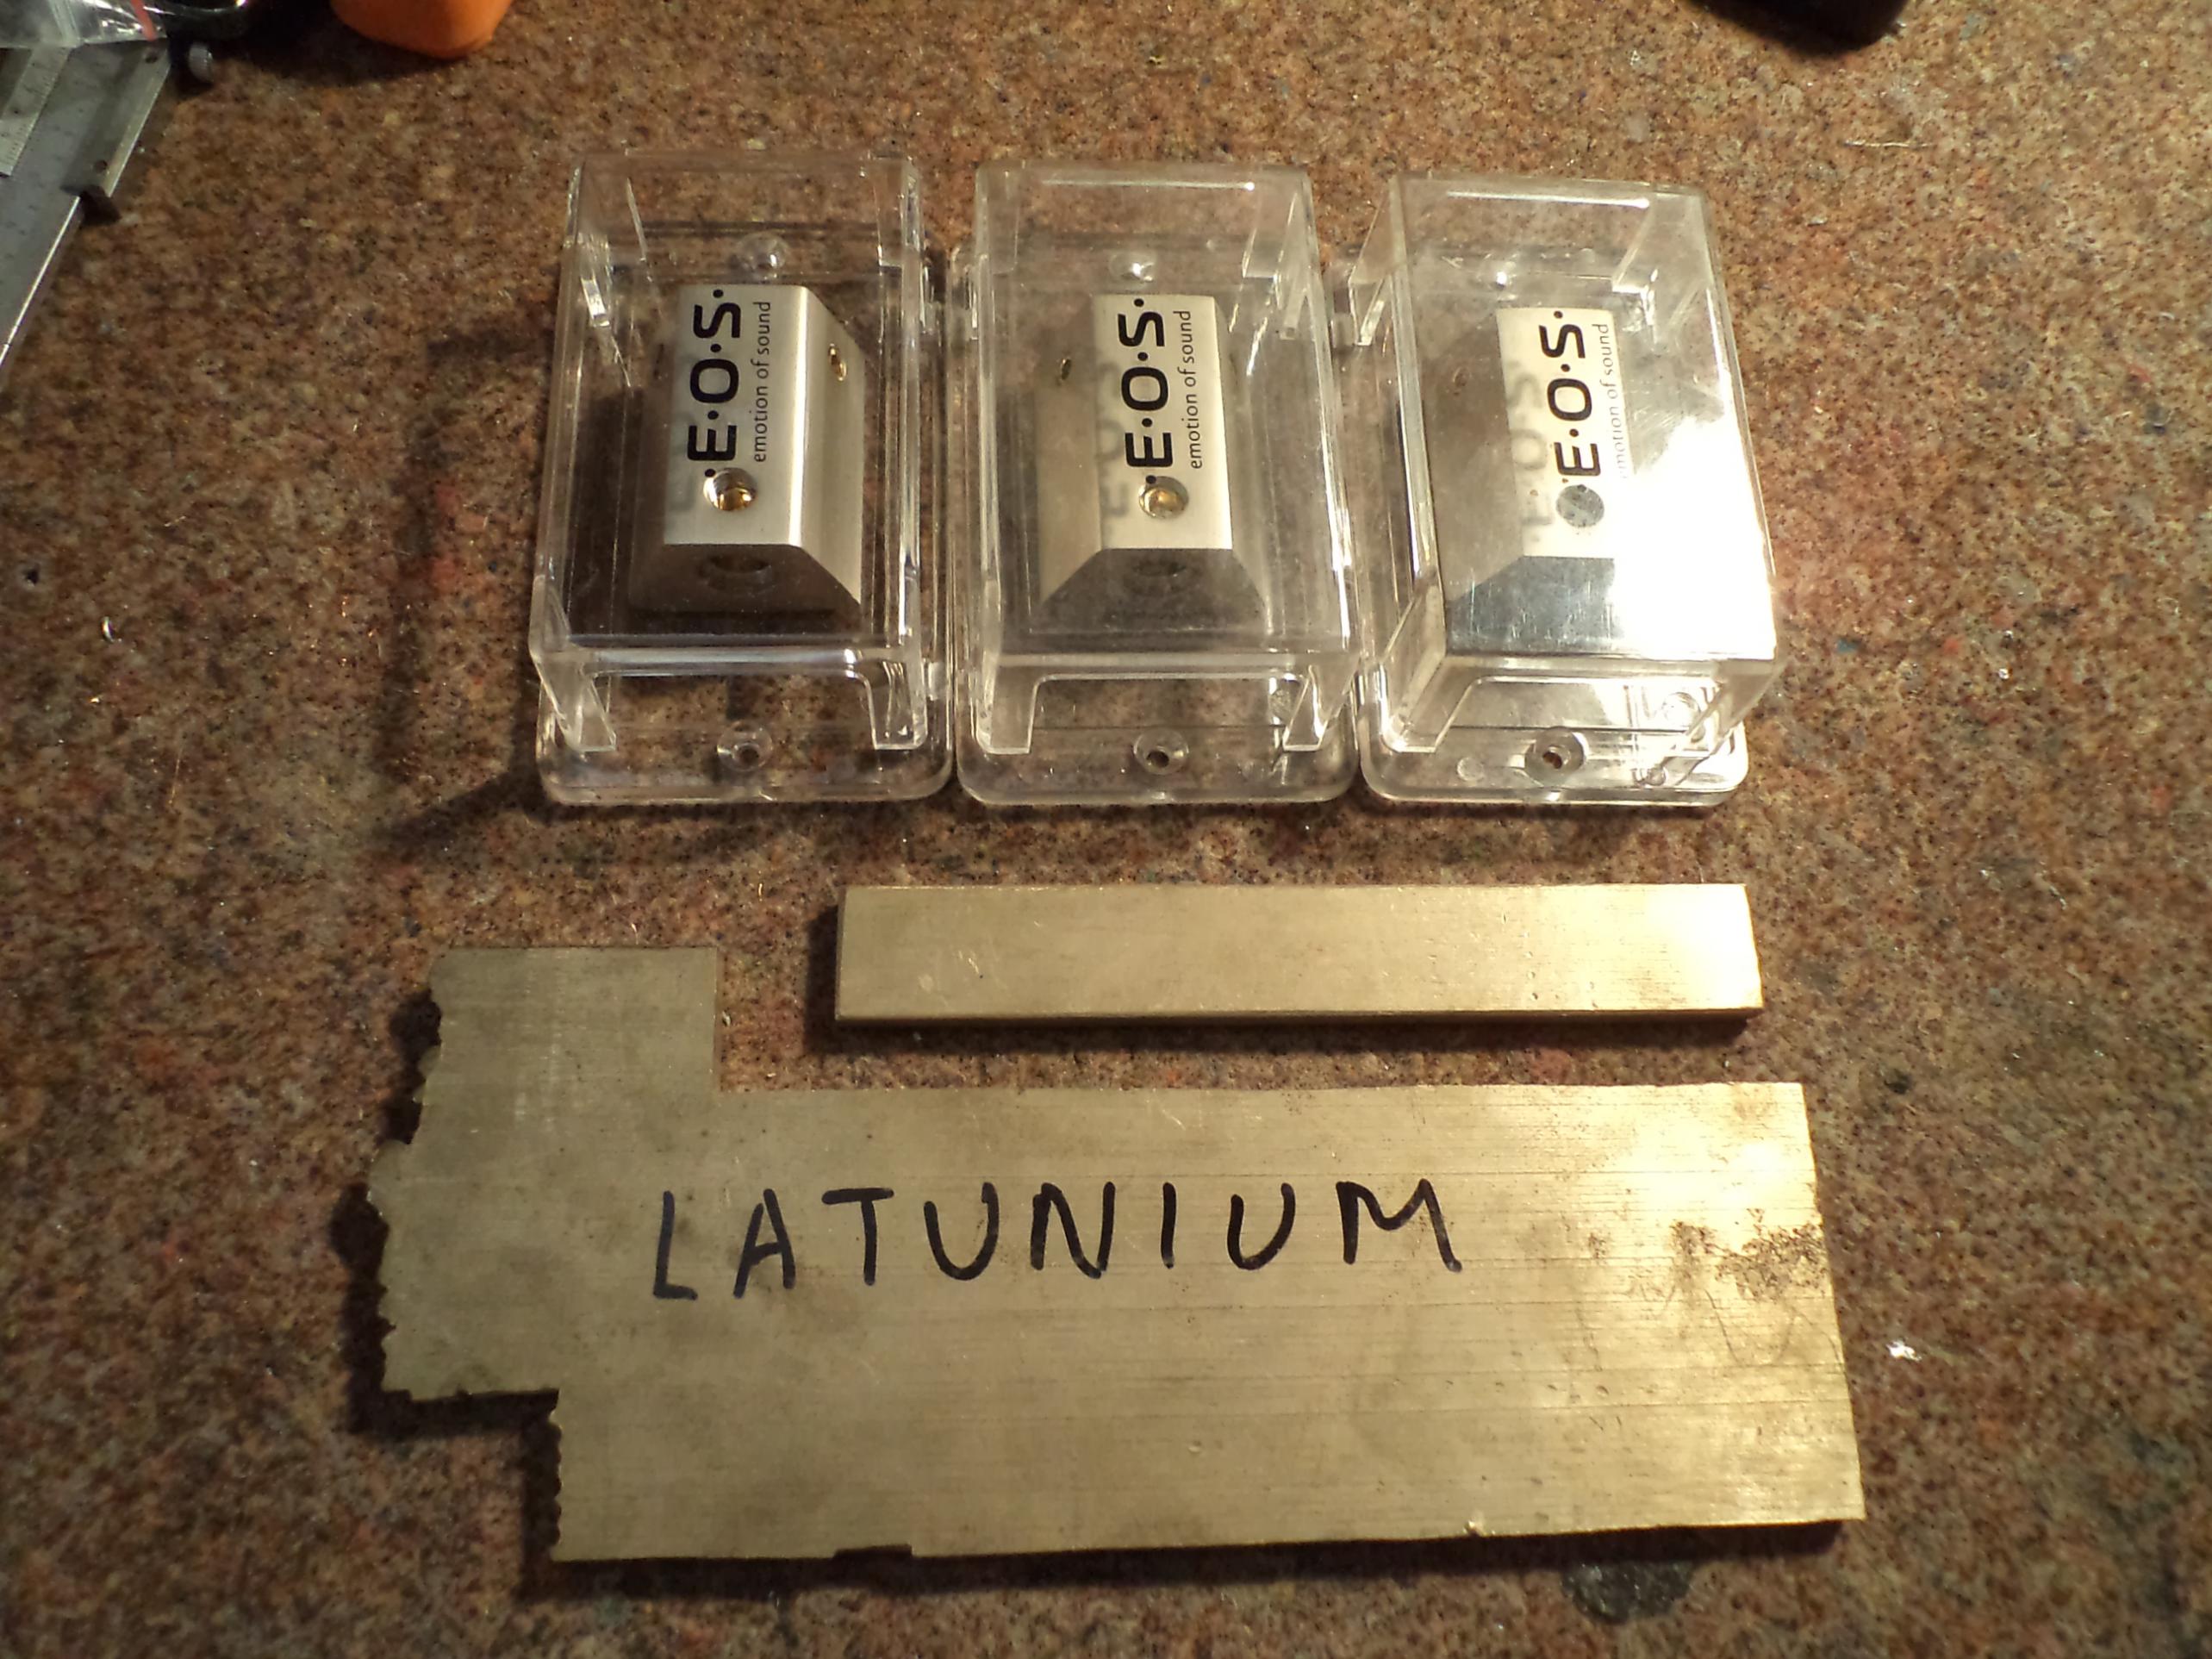 ·E·O·S·
emotion of sound
·E·O·S·
emotion of sound
·E·O·S·
emotion of sound
LATUNIUM